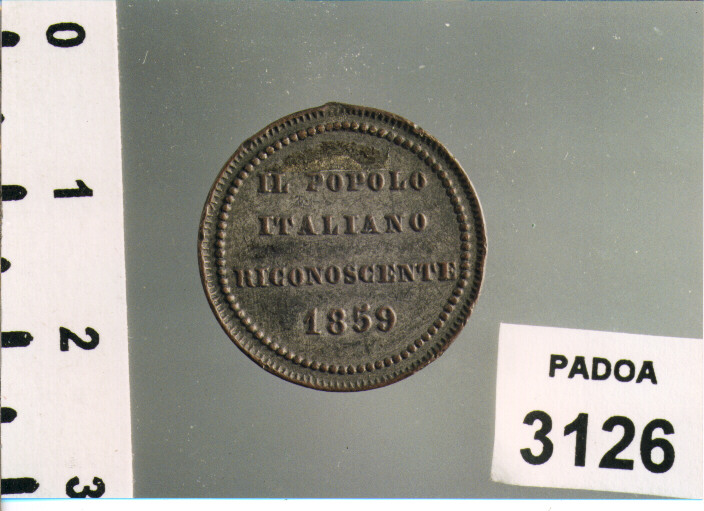 0
1
2
3
IL POPOLO
ITALIANO
RICONOSCENTE
1859
PADOA
3126